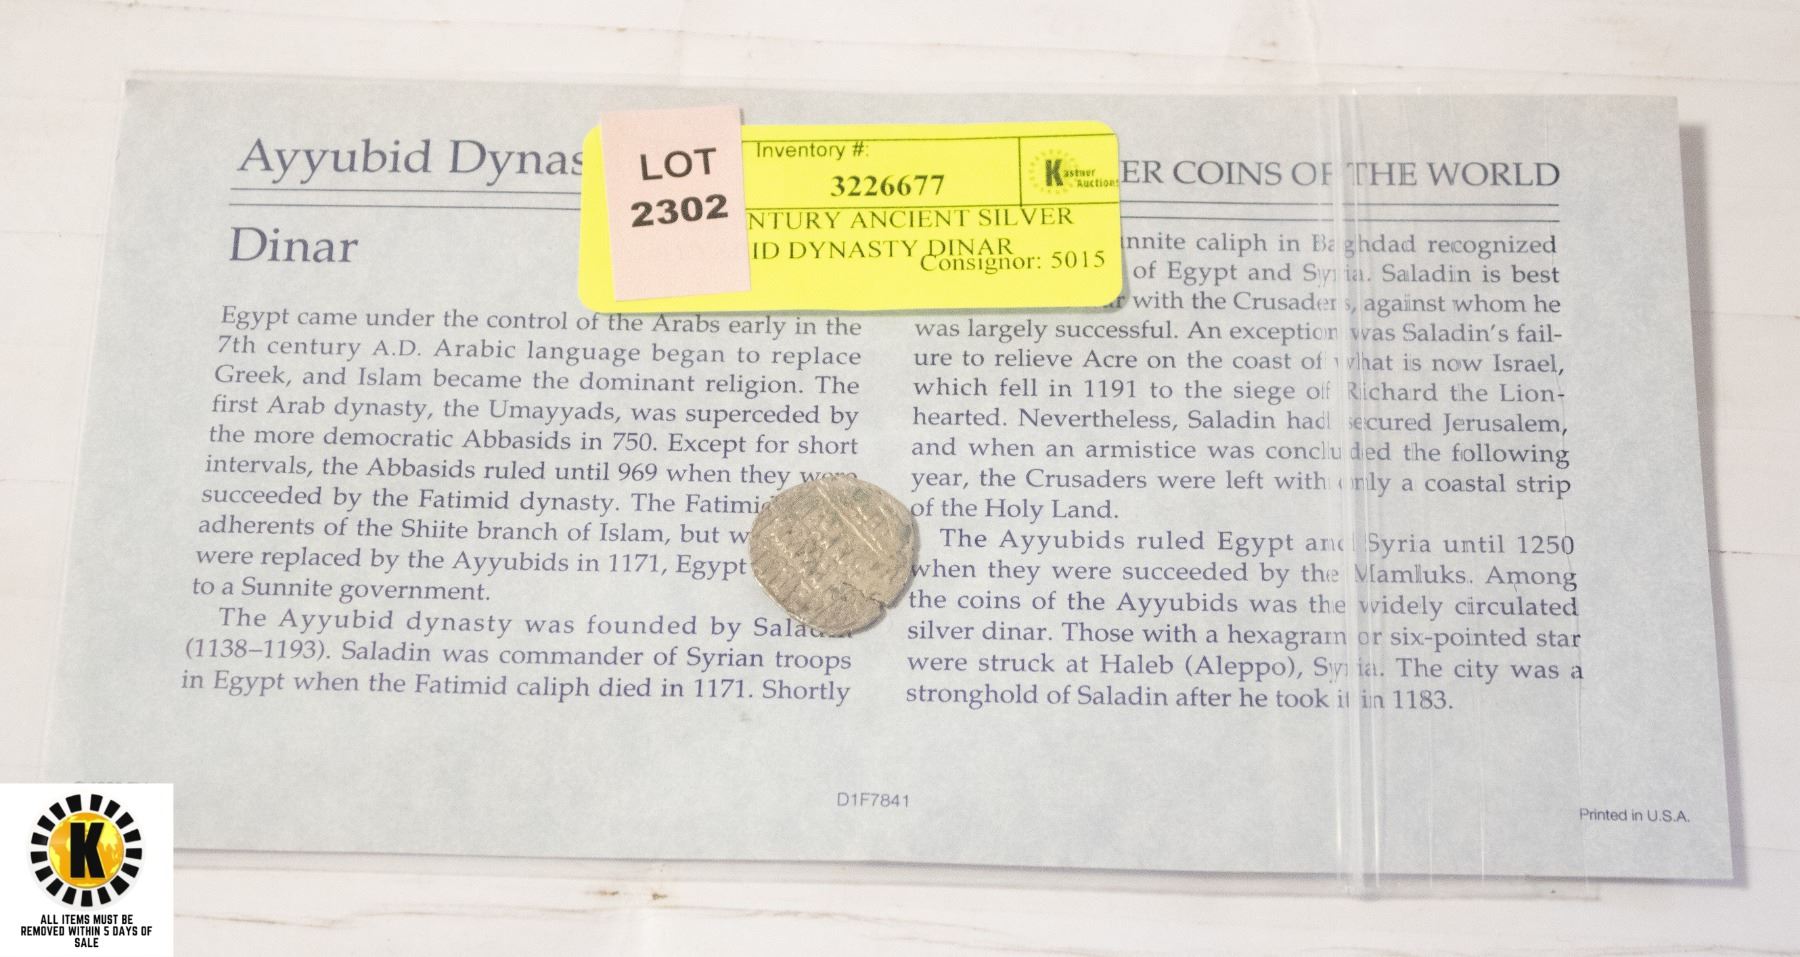 Ayyubid Dynas
Dinar
LOT
2302
Inventory #:
3226677
Kastner
Auctions
NTURY ANCIENT SILVER
ID DYNASTY DINAR
Consignor: 5015
ER COINS OF THE WORLD
Egypt came under the control of the Arabs early in the
7th century A.D. Arabic language began to replace
Greek, and Islam became the dominant religion. The
first Arab dynasty, the Umayyads, was superceded by
the more democratic Abbasids in 750. Except for short
intervals, the Abbasids ruled until 969 when they were
succeeded by the Fatimid dynasty. The Fatimi
adherents of the Shiite branch of Islam, but w
were replaced by the Ayyubids in 1171, Egypt
to a Sunnite government.
The Ayyubid dynasty was founded by Saladin
(1138–1193). Saladin was commander of Syrian troops
in Egypt when the Fatimid caliph died in 1171. Shortly
nnite caliph in Baghdad recognized
of Egypt and Syria. Saladin is best
r with the Crusaders, against whom he
was largely successful. An exception was Saladin's fail-
ure to relieve Acre on the coast of what is now Israel,
which fell in 1191 to the siege of Richard the Lion-
hearted. Nevertheless, Saladin had secured Jerusalem,
and when an armistice was concluded the following
year, the Crusaders were left with only a coastal strip
of the Holy Land.
The Ayyubids ruled Egypt and Syria until 1250
when they were succeeded by the Mamluks. Among
the coins of the Ayyubids was the widely circulated
silver dinar. Those with a hexagram or six-pointed star
were struck at Haleb (Aleppo), Syria. The city was a
stronghold of Saladin after he took it in 1183.
D1F7841
Printed in U.S.A.
K
ALL ITEMS MUST BE
REMOVED WITHIN 5 DAYS OF
SALE